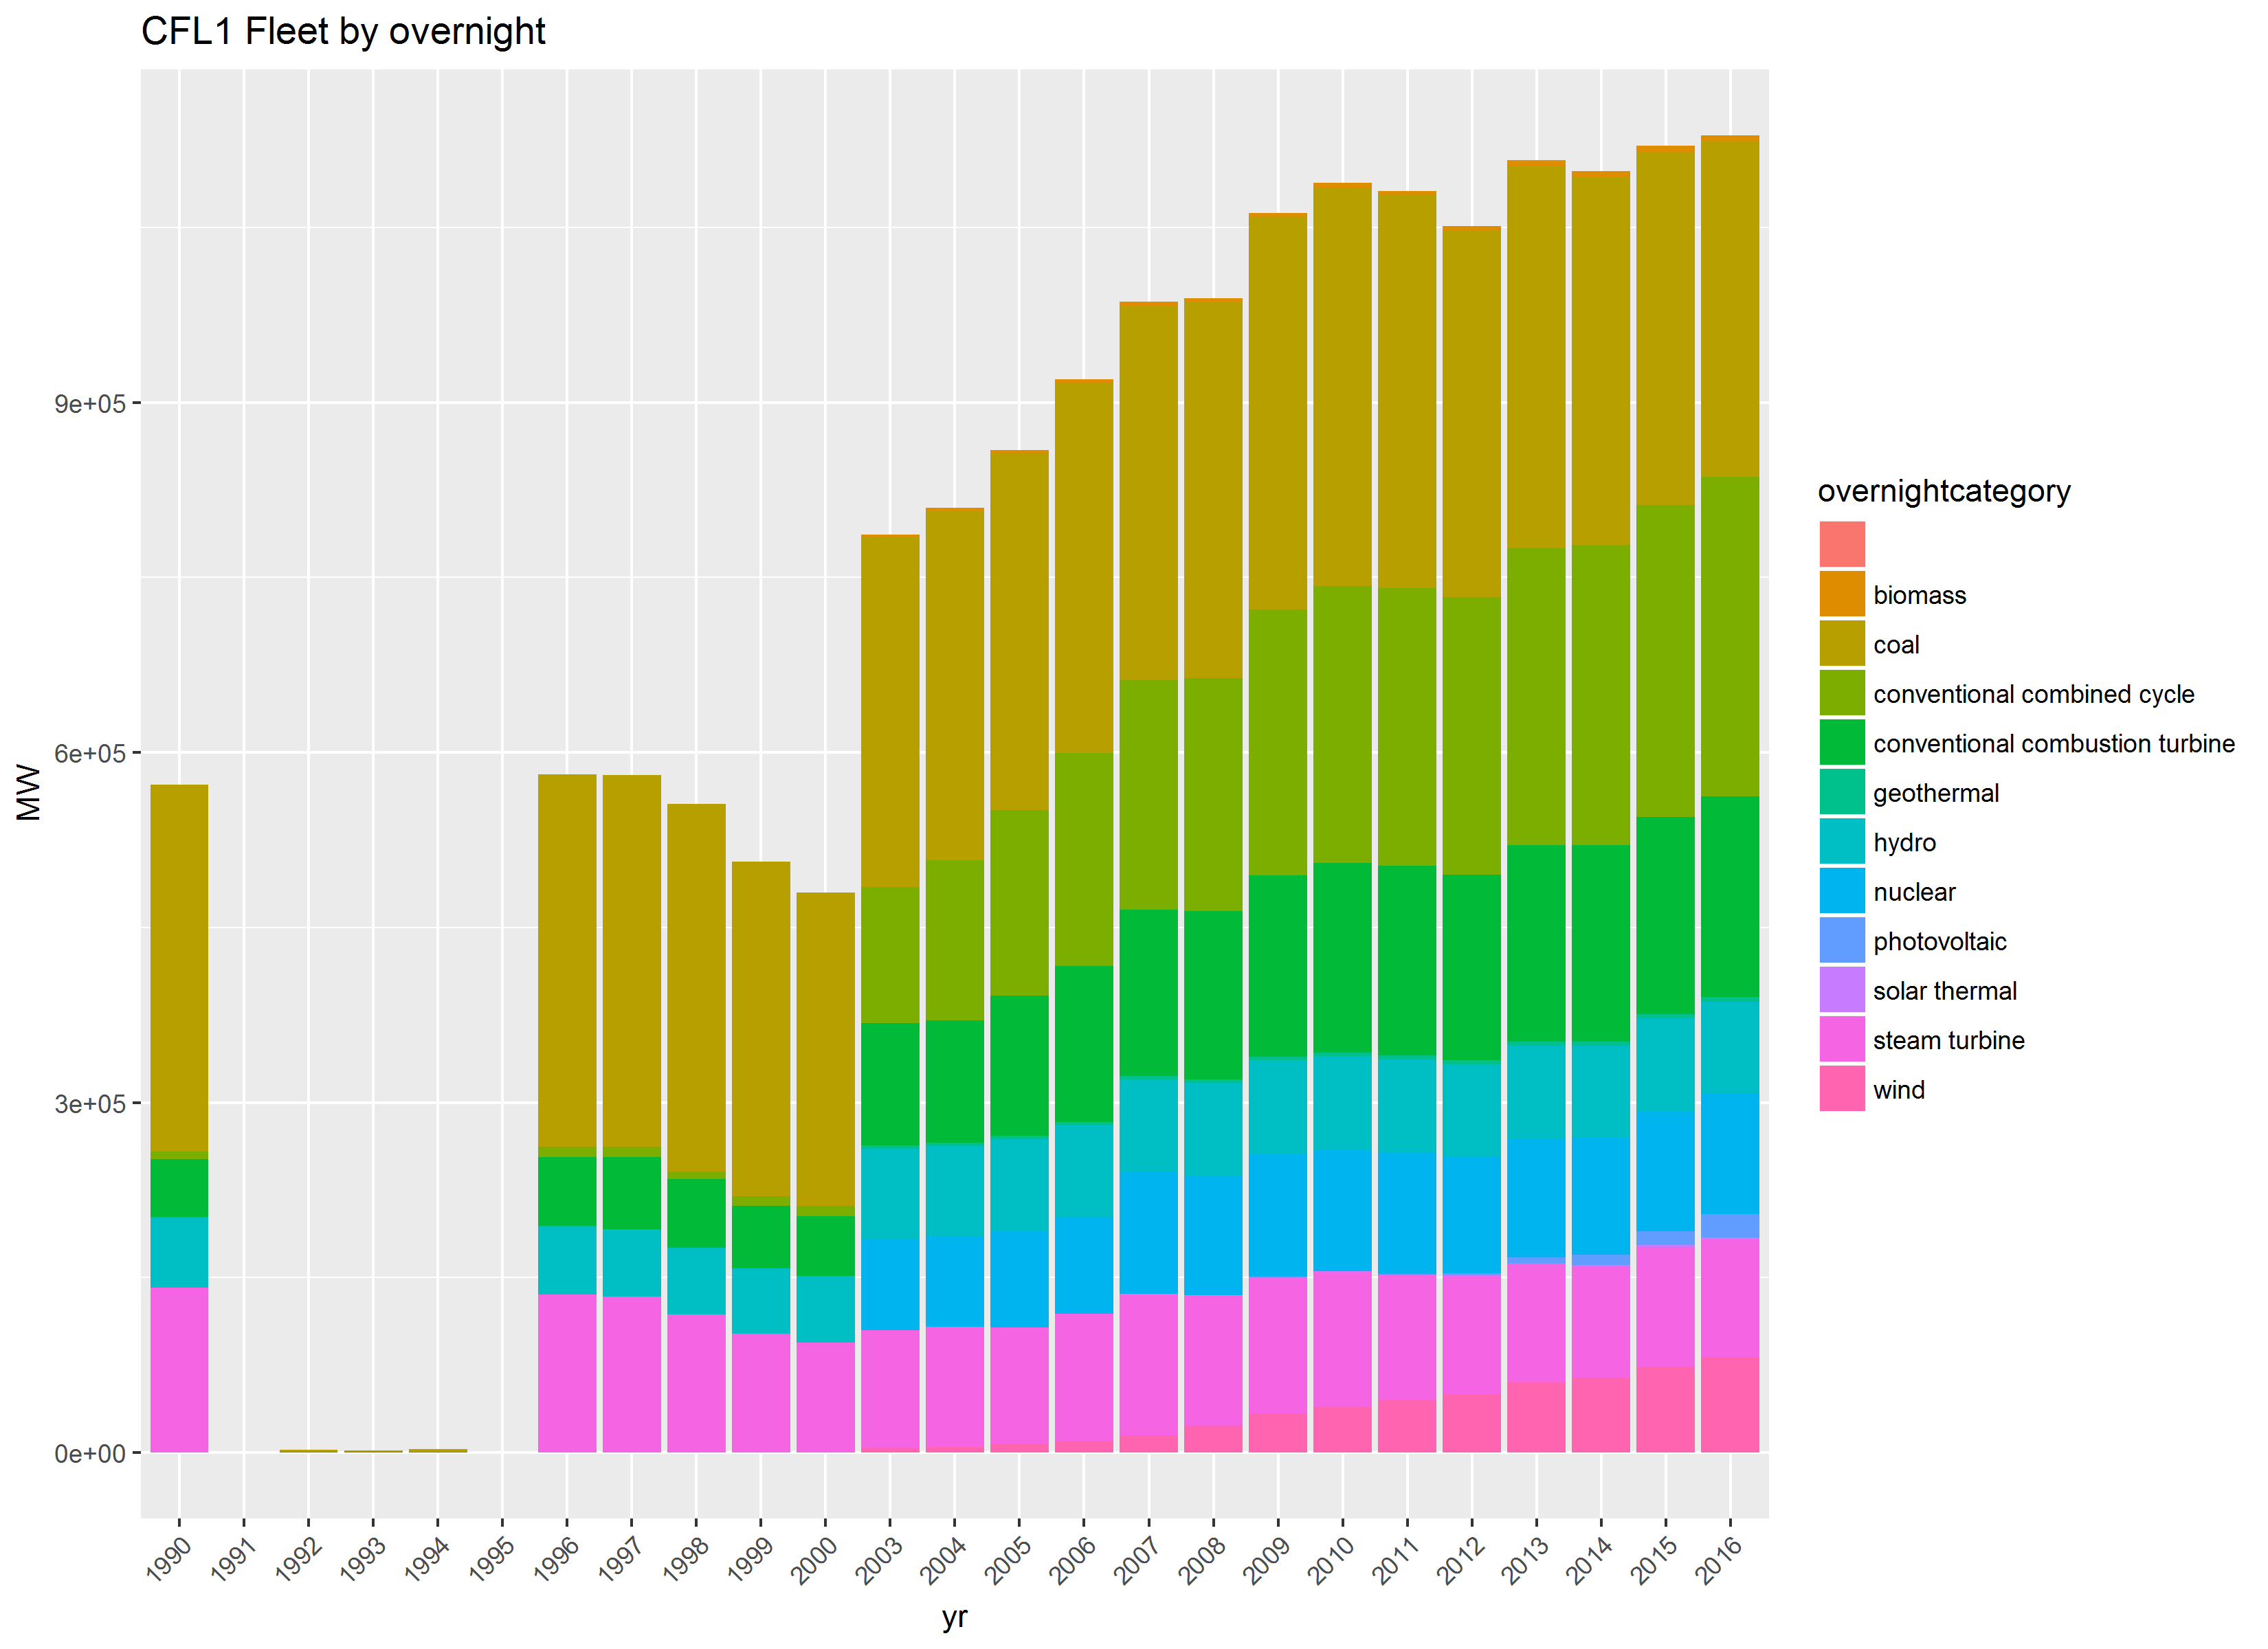 CFL1 Fleet by overnight
MW
9e+05
6e+05
3e+05
0e+00
1990
1991
1992
1993
1994
1995
1996
1997
1998
1999
2000
2003
2004
2005
2006
2007
2008
2009
2010
2011
2012
2013
2014
2015
2016
yr
overnightcategory
biomass
coal
conventional combined cycle
conventional combustion turbine
geothermal
hydro
nuclear
photovoltaic
solar thermal
steam turbine
wind